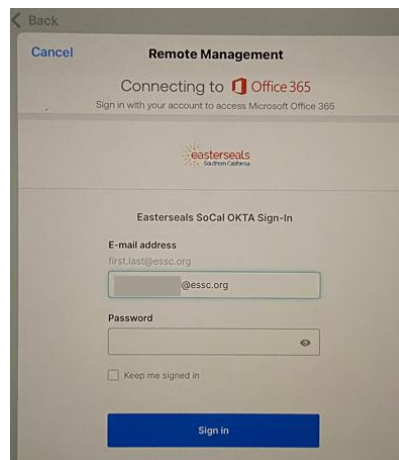 Back
Cancel
Remote Management
Connecting to Office 365
Sign in with your account to access Microsoft Office 365
easterseals
Southern California
Easterseals SoCal OKTA Sign-In
E-mail address
first.last@essc.org
@essc.org
Password
Keep me signed in
Sign in